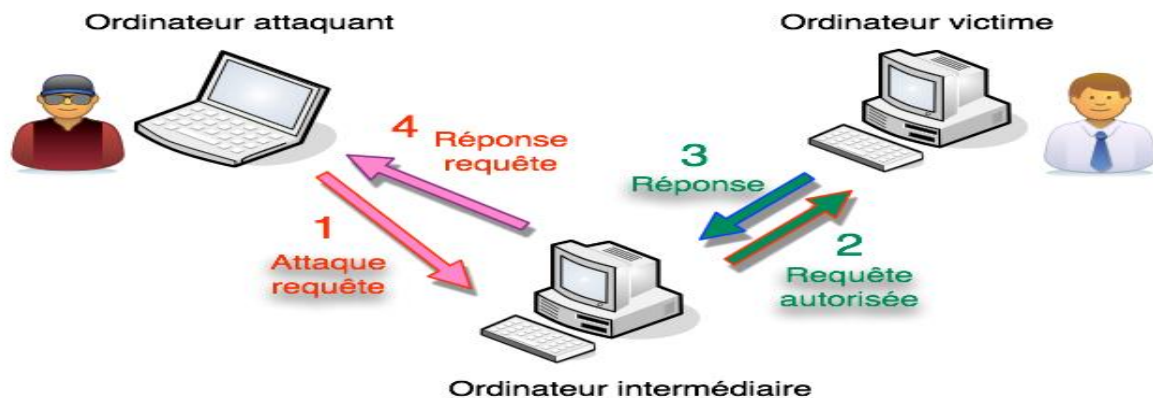 Ordinateur attaquant
Ordinateur victime
4
Réponse
requête
3
Réponse
1
Attaque
requête
2
Requête
autorisée
Ordinateur intermédiaire